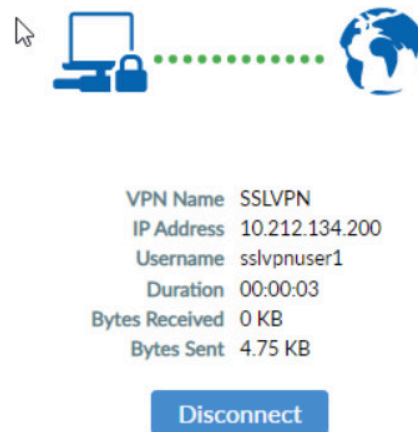 VPN Name SSLVPN
IP Address 10.212.134.200
Username sslvpnuser1
Duration 00:00:03
Bytes Received 0 KB
Bytes Sent 4.75 KB
Disconnect